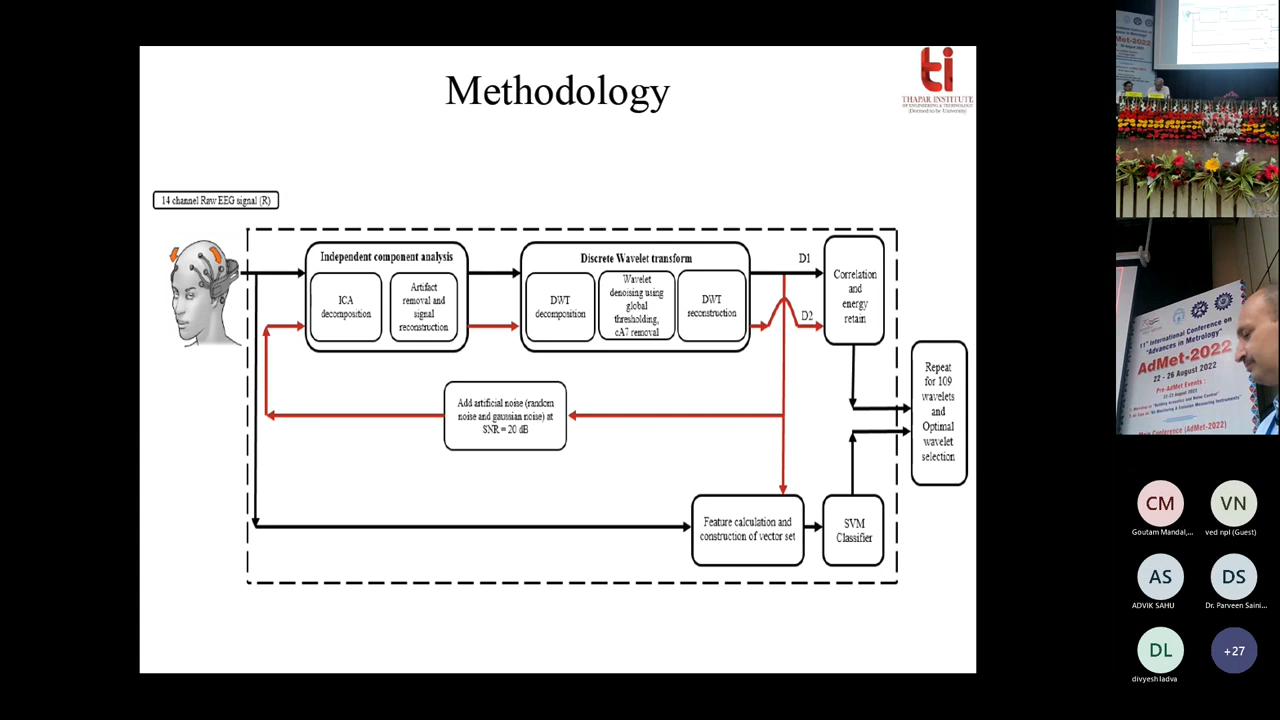 Methodology
ti
THAPAR INSTITUTE
OF ENGINEERING & TECHNOLOGY
(Deemed to be University)
14 channel Raw EEG signal (R)
Independent component analysis
ICA
decomposition
Artifact
removal and
signal
reconstruction
Discrete Wavelet transform
DWT
decomposition
Wavelet
denoising using
global
thresholding,
cA7 removal
DWT
reconstruction
D1
D2
Correlation
and
energy
retain
Add artificial noise (random
noise and gaussian noise) at
SNR = 20 dB
Repeat
for 109
wavelets
and
Optimal
wavelet
selection
Feature calculation and
construction of vector set
SVM
Classifier
Met-2022
11th International Conference on
"Advances in Metrology"
AdMet-2022
22 - 26 August 2022
Pre-AdMet Events :
Main Conference (AdMet-2022)
CM
Goutam Mandal,...
VN
ved npl (Guest)
AS
ADVIK SAHU
DS
Dr. Parveen Saini...
DL
divyesh ladva
+27